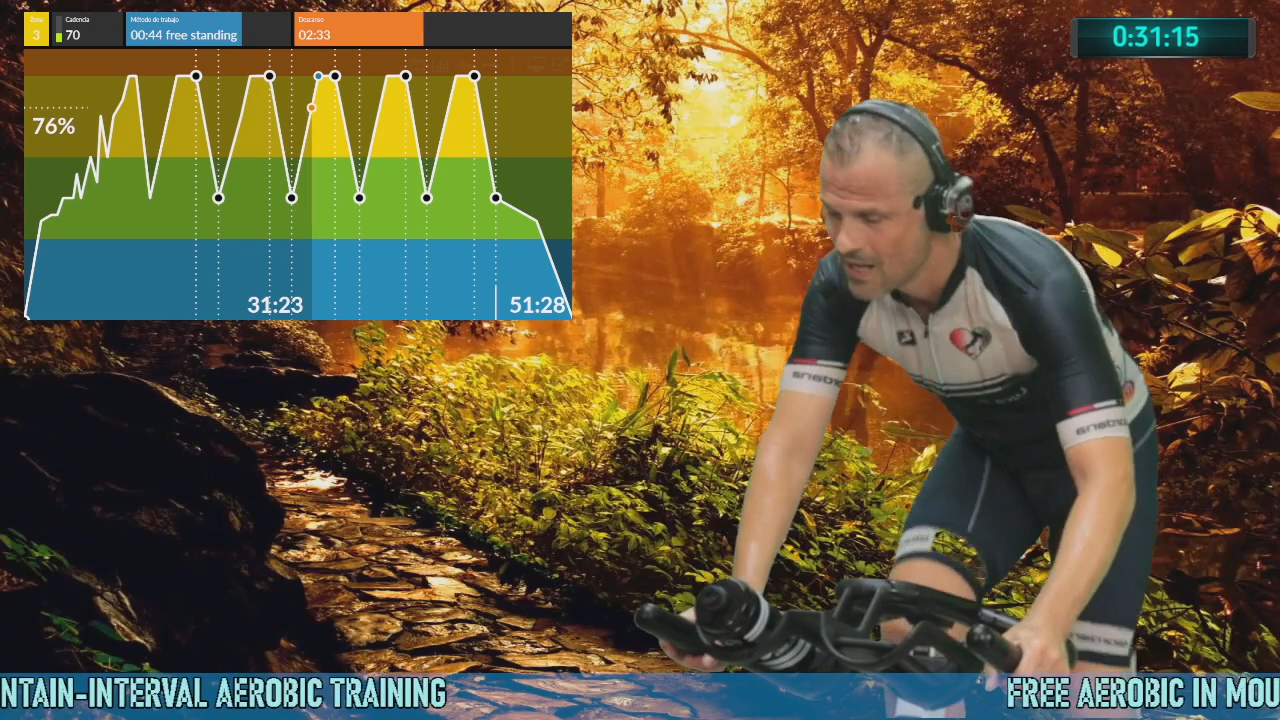 Zona
3
Cadencia
70
Método de trabajo
00:44 free standing
Descanso
02:33
0:31:15
76%
31:23
51:28
NTAIN-INTERVAL AEROBIC TRAINING
FREE AEROBIC IN MOU